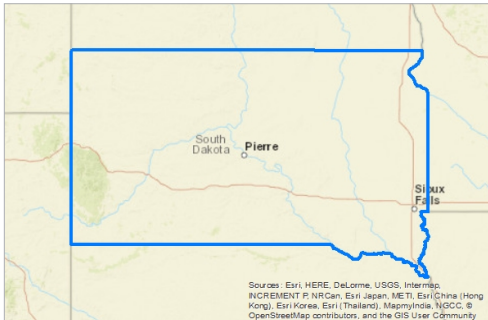 South
Dakota
Pierre
Sioux
Falls
Sources: Esri, HERE, DeLorme, USGS, Intermap,
INCREMENT P, NRCan, Esri Japan, METI, Esri China (Hong
Kong), Esri Korea, Esri (Thailand), MapmyIndia, NGCC, ©
OpenStreetMap contributors, and the GIS User Community